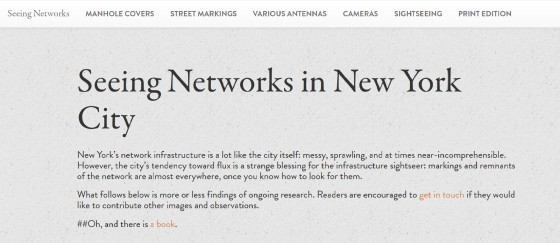 Seeing Networks MANHOLE COVERS STREET MARKINGS VARIOUS ANTENNAS CAMERAS SIGHTSEEING PRINT EDITION
Seeing Networks in New York
City
New York's network infrastructure is a lot like the city itself: messy, sprawling, and at times near-incomprehensible.
However, the city's tendency toward flux is a strange blessing for the infrastructure sightseer: markings and remnants
of the network are almost everywhere, once you know how to look for them.
What follows below is more or less findings of ongoing research. Readers are encouraged to get in touch if they would
like to contribute other images and observations.
##Oh, and there is a book.